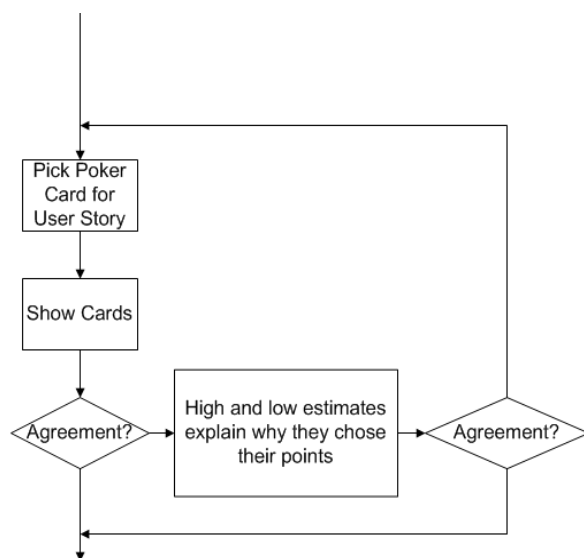 Pick Poker
Card for
User Story
Show Cards
Agreement?
High and low estimates
explain why they chose
their points
Agreement?